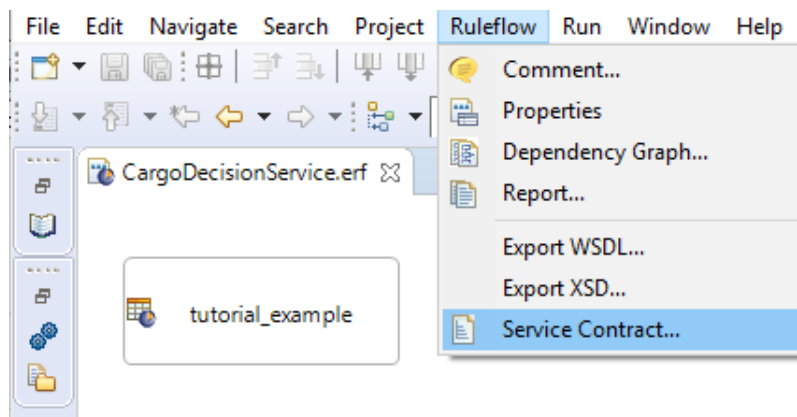 File Edit Navigate Search Project Ruleflow Run Window Help
Comment...
Properties
Dependency Graph...
Report...
Export WSDL...
Export XSD...
Service Contract...
CargoDecisionService.erf
tutorial_example